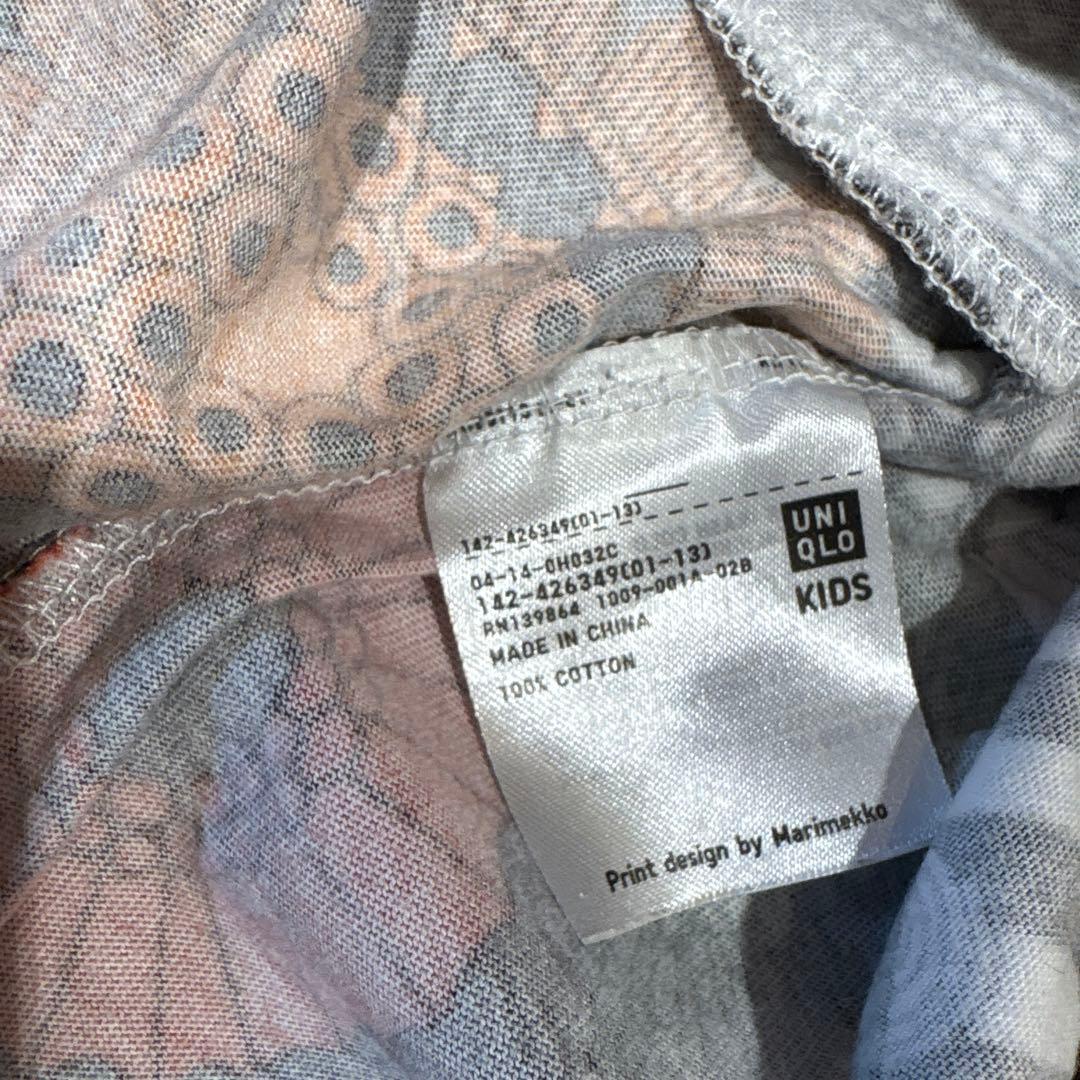 142-426349(01-13)
04-14-0H032C
142-426349(01-13)
RN139864 1009-001A-02B
MADE IN CHINA
100% COTTON
UNI
QLO
KIDS
Print design by Marimekko